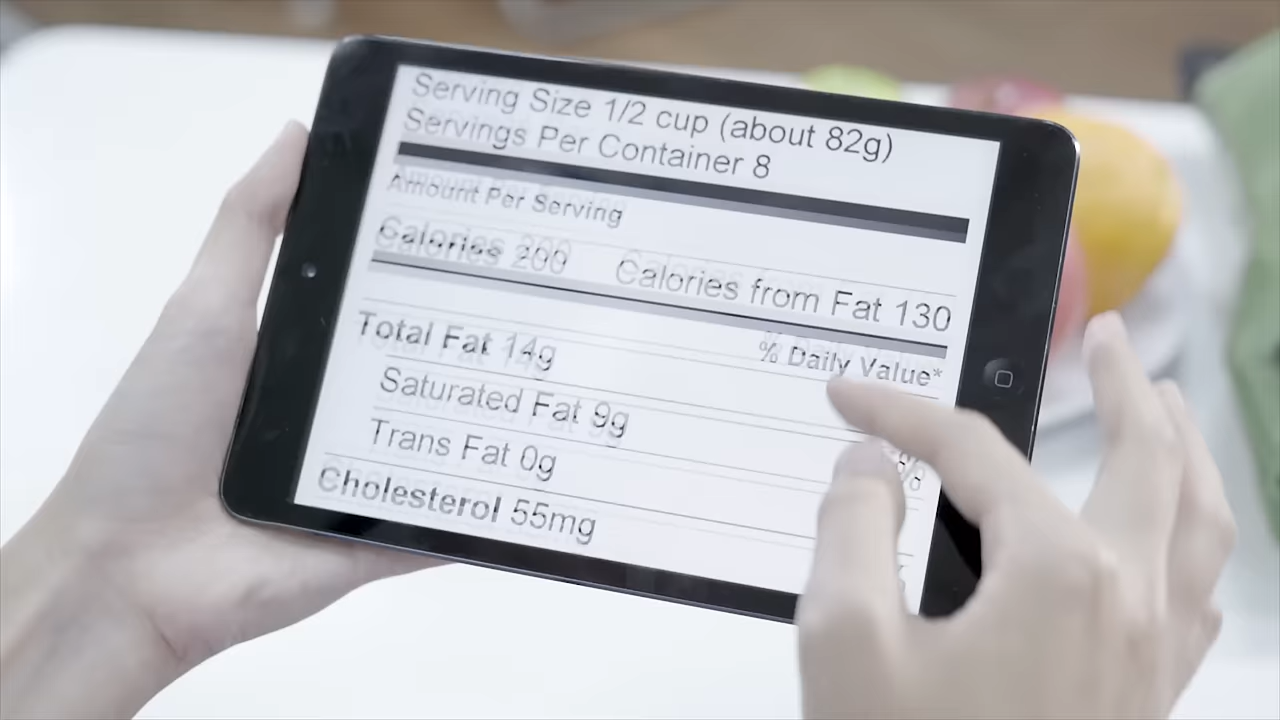 Serving Size 1/2 cup (about 82g)
Servings Per Container 8
Amount Per Serving
Calories 200 Calories from Fat 130
% Daily Value*
Total Fat 14g
Saturated Fat 9g
%
Trans Fat 0g
Cholesterol 55mg